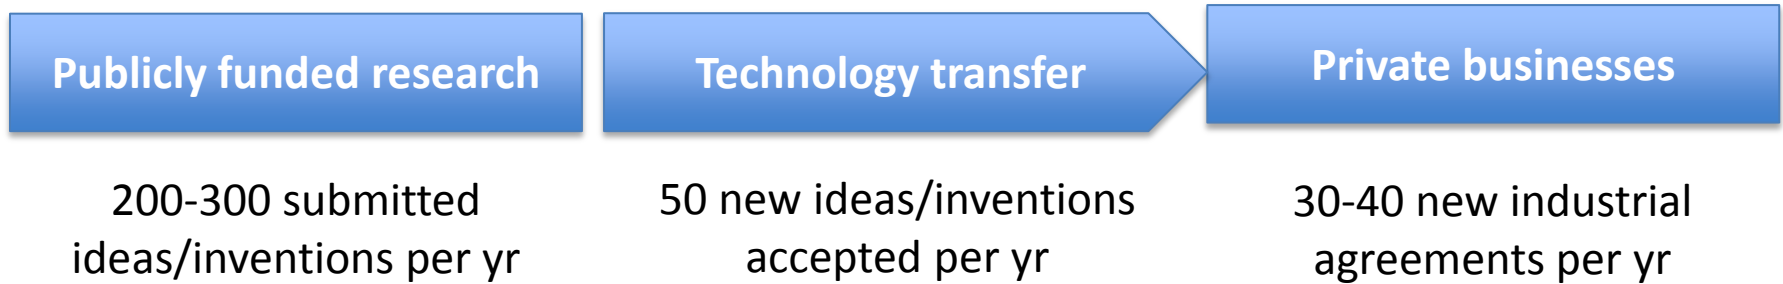 Publicly funded research
Technology transfer
Private businesses
200-300 submitted
ideas/inventions per yr
50 new ideas/inventions
accepted per yr
30-40 new industrial
agreements per yr